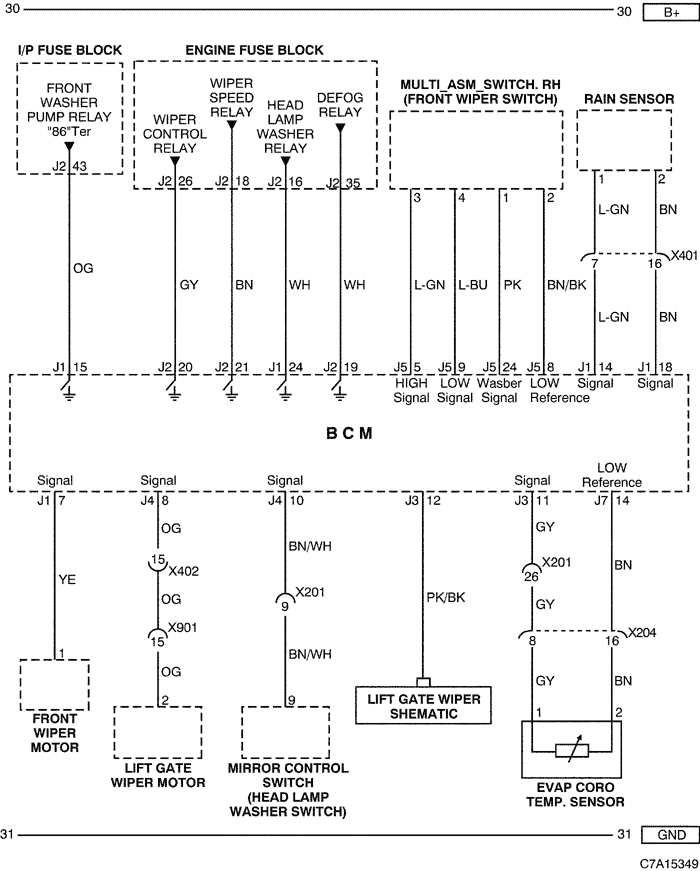 30 30 B+
I/P FUSE BLOCK ENGINE FUSE BLOCK
MULTI_ASM_SWITCH. RH
(FRONT WIPER SWITCH)
RAIN SENSOR
FRONT
WASHER
PUMP RELAY
"86"Ter
WIPER
CONTROL
RELAY
WIPER
SPEED
RELAY
HEAD
LAMP
WASHER
RELAY
DEFOG
RELAY
J2 43 J2 26 J2 18 J2 16 J2 35
3 4 1 2 1 2
L-GN BN
7 16 X401
OG GY BN WH WH L-GN L-BU PK BN/BK
L-GN BN
J1 15 J2 20 J2 21 J1 24 J2 19 J5 5 J5 9 J5 24 J5 8 J1 14 J1 18
HIGH
Signal
LOW
Signal
Wasber
Signal
LOW
Reference
Signal
Signal
BCM
Signal Signal Signal Signal
LOW
Reference
J1 7 J4 8 J4 10 J3 12 J3 11 J7 14
YE
1
FRONT
WIPER
MOTOR
OG
15
X402
OG
X901
15
OG
2
LIFT GATE
WIPER MOTOR
BN/WH
X201
9
BN/WH
9
MIRROR CONTROL
SWITCH
(HEAD LAMP
WASHER SWITCH)
PK/BK
LIFT GATE WIPER
SHEMATIC
GY
X201
26
GY BN
8 16 X204
GY BN
1 2
EVAP CORO
TEMP. SENSOR
31 31 GND
C7A15349